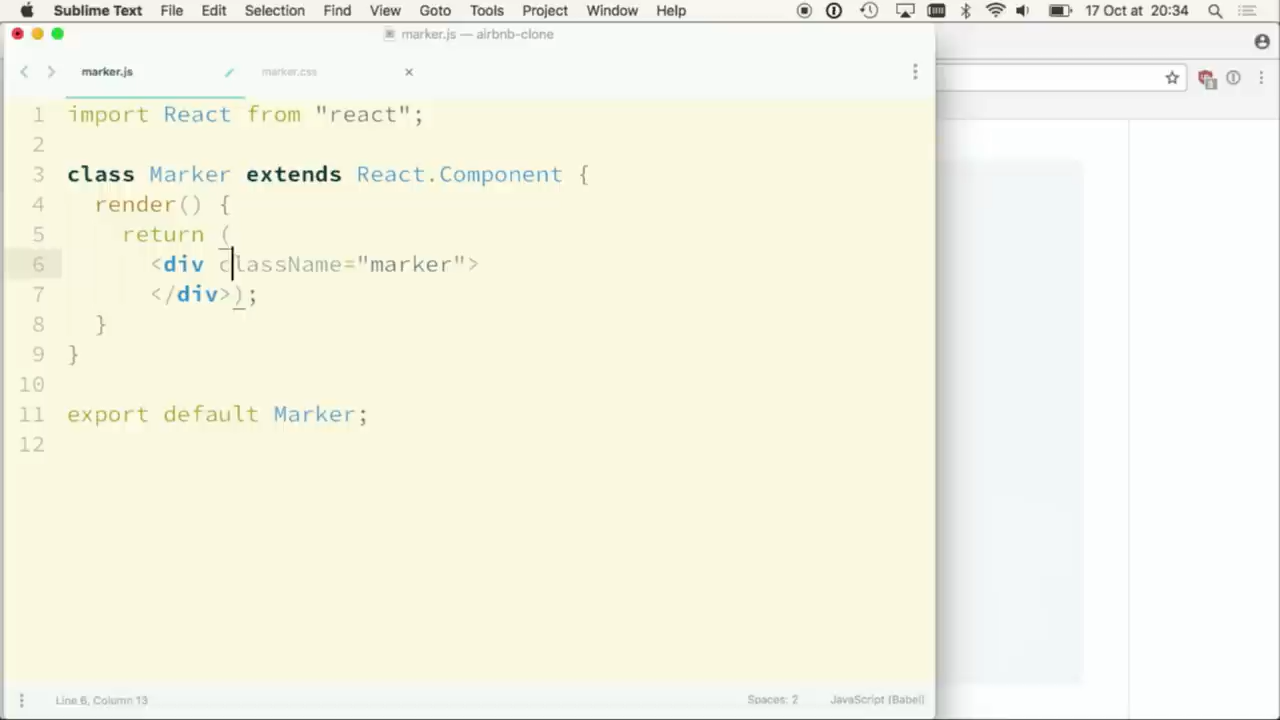 Sublime Text File Edit Selection Find View Goto Tools Project Window Help 17 Oct at 20:34
marker.js — airbnb-clone
marker.js marker.css
1 import React from "react";
2
3 class Marker extends React.Component {
4 render() {
5 return (
6 <div className="marker">
7 </div>);
8 }
9 }
10
11 export default Marker;
12
Line 6, Column 13 Spaces: 2 JavaScript (Babel)